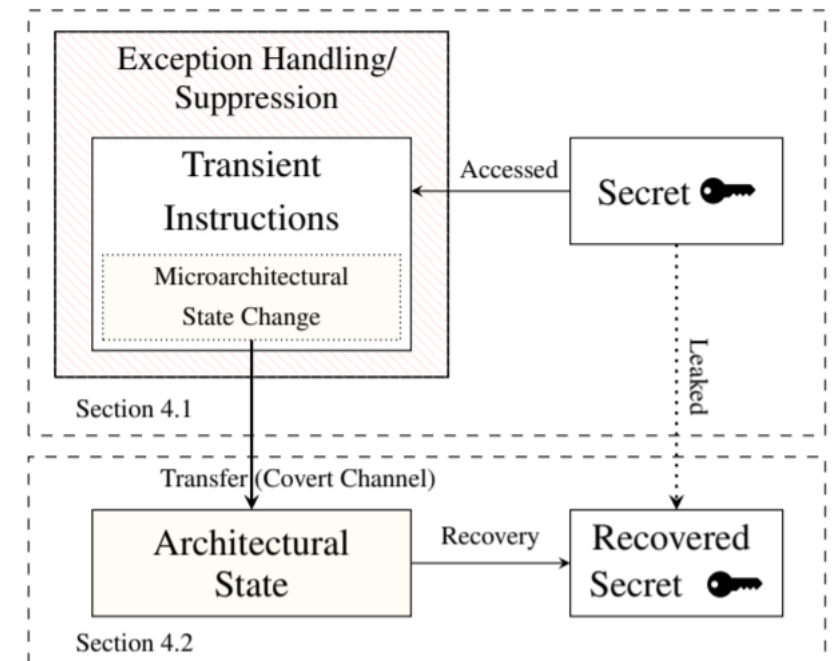 Exception Handling/
Suppression
Transient
Instructions
Microarchitectural
State Change
Accessed
Secret
Leaked
Section 4.1
Transfer (Covert Channel)
Architectural
State
Recovery
Recovered
Secret
Section 4.2